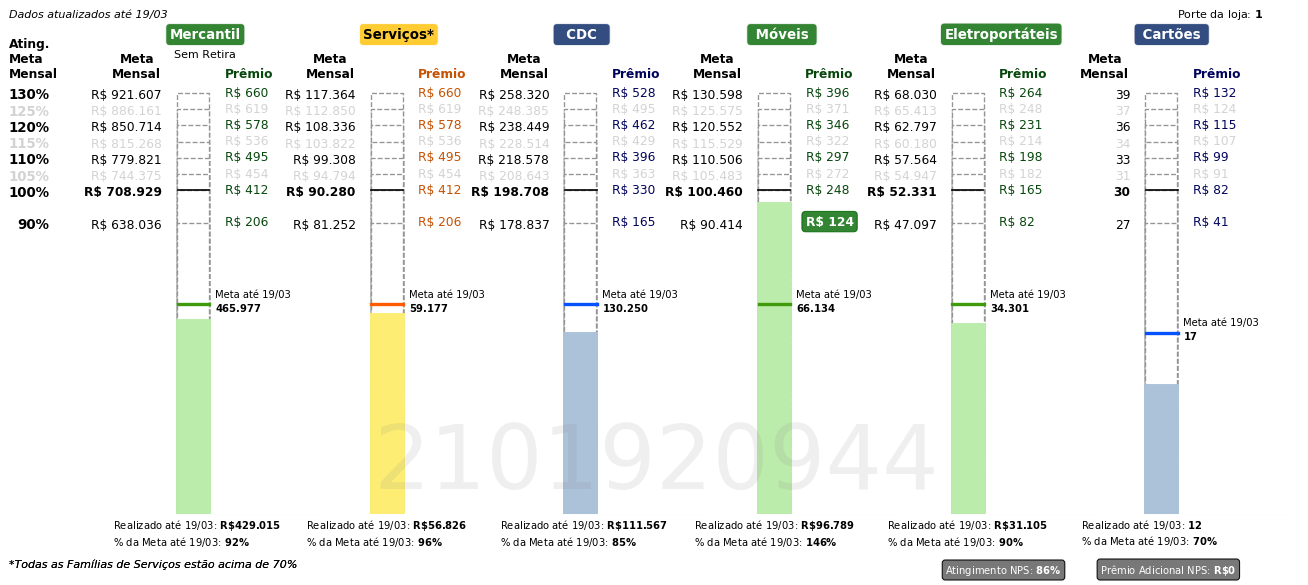 Dados atualizados até 19/03
Porte da loja: 1
Mercantil Serviços* CDC Móveis Eletroportáteis Cartões
Sem Retira
Ating. Meta Mensal
Meta Mensal Prêmio Meta Mensal Prêmio Meta Mensal Prêmio Meta Mensal Prêmio Meta Mensal Prêmio Meta Mensal Prêmio
130% R$ 921.607 R$ 660 R$ 117.364 R$ 660 R$ 258.320 R$ 528 R$ 130.598 R$ 396 R$ 68.030 R$ 264 39 R$ 132
125% R$ 886.161 R$ 619 R$ 112.850 R$ 619 R$ 248.385 R$ 495 R$ 125.575 R$ 371 R$ 65.413 R$ 248 37 R$ 124
120% R$ 850.714 R$ 578 R$ 108.336 R$ 578 R$ 238.449 R$ 462 R$ 120.552 R$ 346 R$ 62.797 R$ 231 36 R$ 115
115% R$ 815.268 R$ 536 R$ 103.822 R$ 536 R$ 228.514 R$ 429 R$ 115.529 R$ 322 R$ 60.180 R$ 214 34 R$ 107
110% R$ 779.821 R$ 495 R$ 99.308 R$ 495 R$ 218.578 R$ 396 R$ 110.506 R$ 297 R$ 57.564 R$ 198 33 R$ 99
105% R$ 744.375 R$ 454 R$ 94.794 R$ 454 R$ 208.643 R$ 363 R$ 105.483 R$ 272 R$ 54.947 R$ 182 31 R$ 91
100% R$ 708.929 R$ 412 R$ 90.280 R$ 412 R$ 198.708 R$ 330 R$ 100.460 R$ 248 R$ 52.331 R$ 165 30 R$ 82
90% R$ 638.036 R$ 206 R$ 81.252 R$ 206 R$ 178.837 R$ 165 R$ 90.414 R$ 124 R$ 47.097 R$ 82 27 R$ 41
Meta até 19/03 Meta até 19/03 Meta até 19/03 Meta até 19/03 Meta até 19/03
465.977 59.177 130.250 66.134 34.301
Meta até 19/03
17
2101920944
Realizado até 19/03: R$429.015 Realizado até 19/03: R$56.826 Realizado até 19/03: R$111.567 Realizado até 19/03: R$96.789 Realizado até 19/03: R$31.105 Realizado até 19/03: 12
% da Meta até 19/03: 92% % da Meta até 19/03: 96% % da Meta até 19/03: 85% % da Meta até 19/03: 146% % da Meta até 19/03: 90% % da Meta até 19/03: 70%
*Todas as Famílias de Serviços estão acima de 70%
Atingimento NPS: 86% Prêmio Adicional NPS: R$0